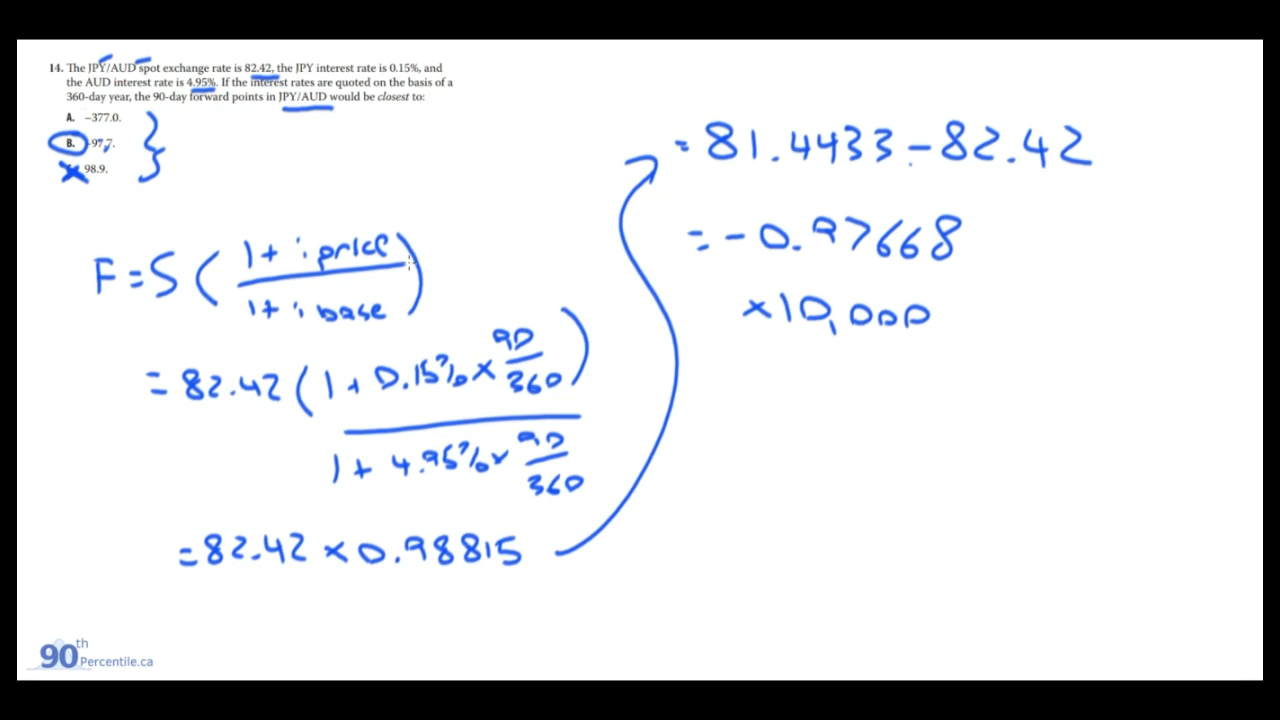 14. The JPY/AUD spot exchange rate is 82.42, the JPY interest rate is 0.15%, and
the AUD interest rate is 4.95%. If the interest rates are quoted on the basis of a
360-day year, the 90-day forward points in JPY/AUD would be closest to:
A. −377.0.
B. -97.7.
98.9.
F = S ( 1 + i price / 1 + i base )
= 82.42 ( 1 + 0.15% × 90/360 )
1 + 4.95% × 90/360
= 82.42 × 0.98815
= 81.4433 - 82.42
= - 0.97668
×10,000
90th
Percentile.ca